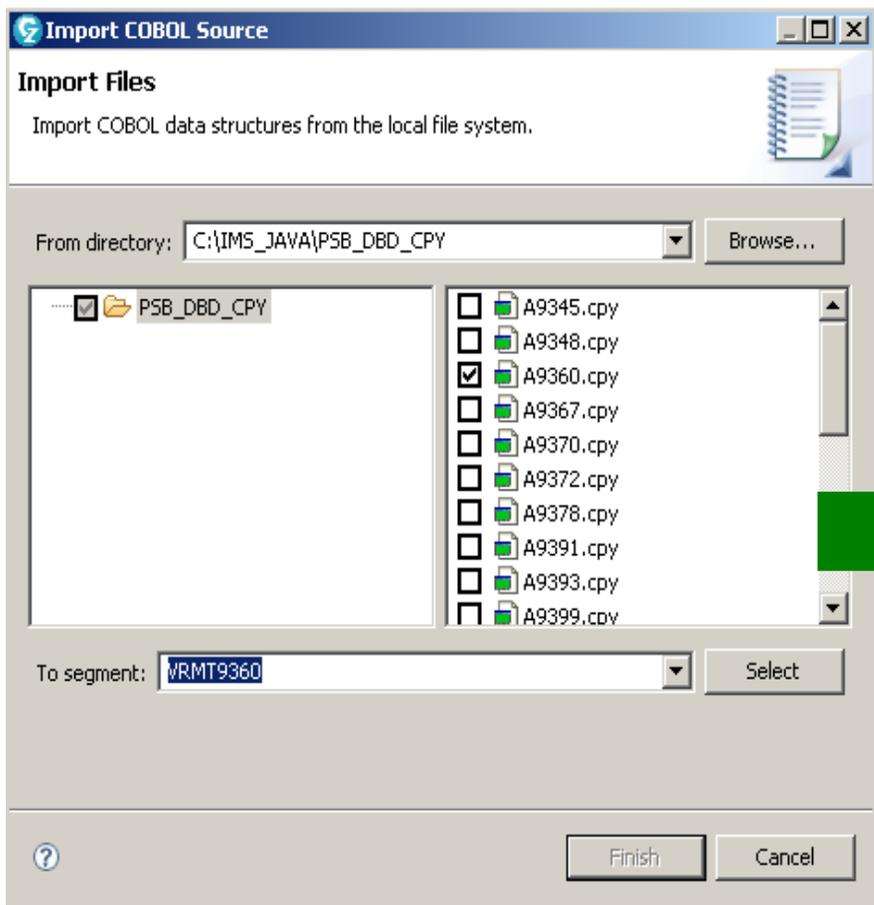 Import COBOL Source
Import Files
Import COBOL data structures from the local file system.
From directory: C:\IMS_JAVA\PSB_DBD_CPY Browse...
PSB_DBD_CPY
A9345.cpy
A9348.cpy
A9360.cpy
A9367.cpy
A9370.cpy
A9372.cpy
A9378.cpy
A9391.cpy
A9393.cpy
A9399.cpy
To segment: VRMT9360 Select
? Finish Cancel